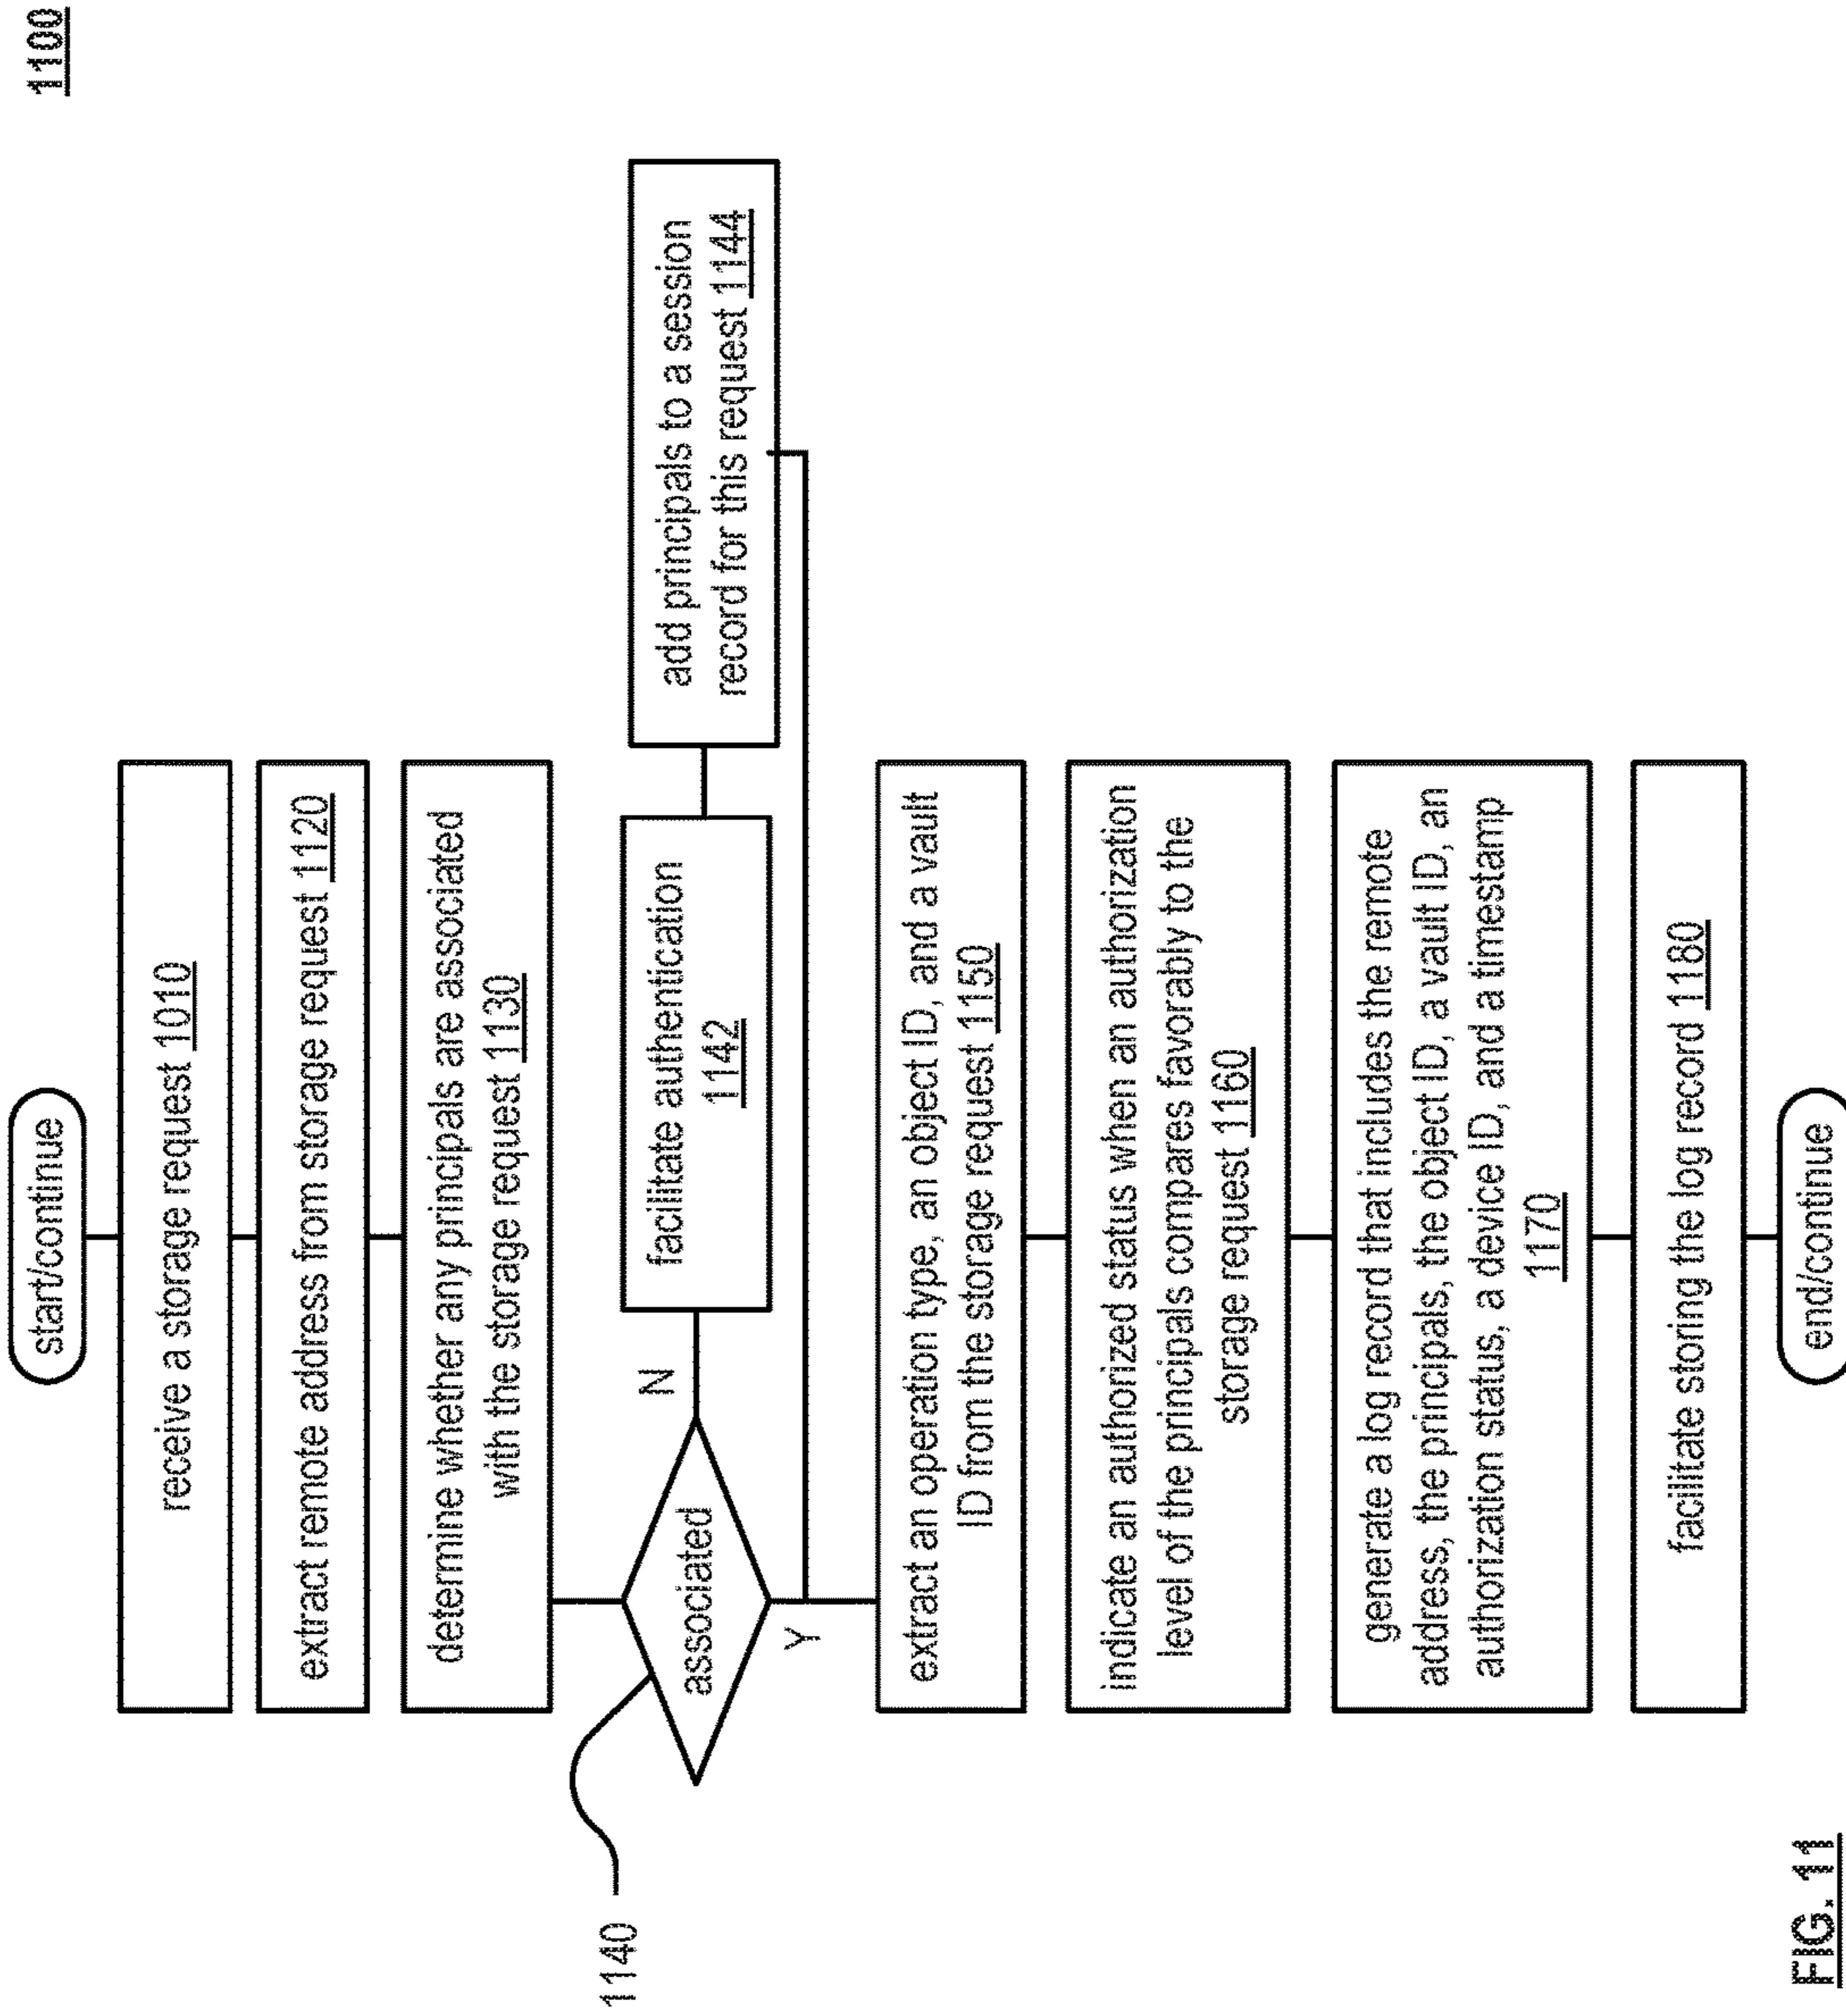 1100
start/continue
receive a storage request 1010
extract remote address from storage request 1120
determine whether any principals are associated
with the storage request 1130
1140
associated
N
facilitate authentication
1142
add principals to a session
record for this request 1144
Y
extract an operation type, an object ID, and a vault
ID from the storage request 1150
indicate an authorized status when an authorization
level of the principals compares favorably to the
storage request 1160
generate a log record that includes the remote
address, the principals, the object ID, a vault ID, an
authorization status, a device ID, and a timestamp
1170
facilitate storing the log record 1180
end/continue
FIG. 11